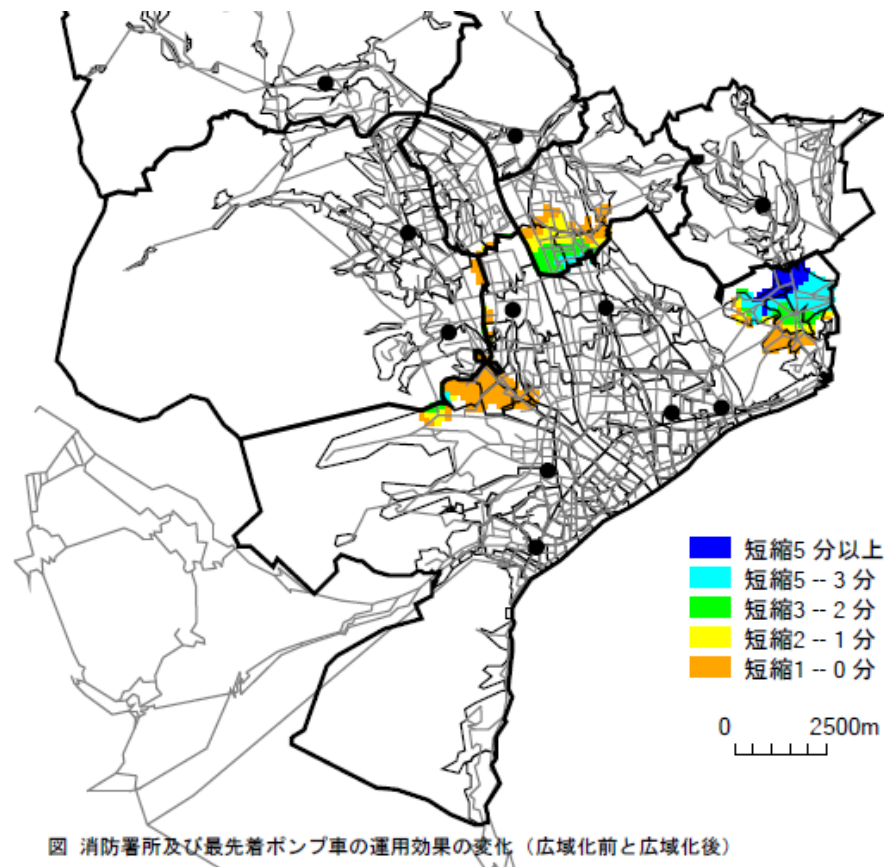 短縮5 分以上
短縮5 -- 3 分
短縮3 -- 2 分
短縮2 -- 1 分
短縮1 -- 0 分
0 2500m
図 消防署所及び最先着ポンプ車の運用効果の変化（広域化前と広域化後）